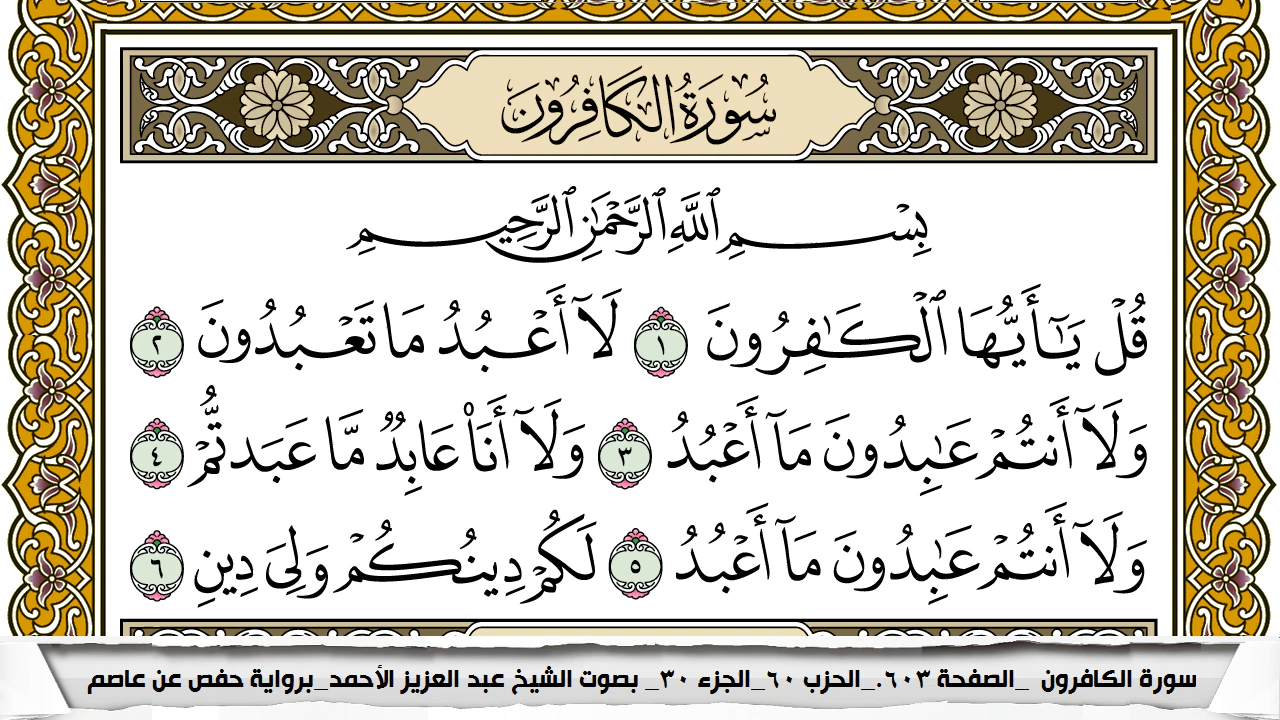 سُورَةُ الكَافِرُونَ
بِسْمِ ٱللَّهِ ٱلرَّحْمَٰنِ ٱلرَّحِيمِ
قُلْ يَٰٓأَيُّهَا ٱلْكَٰفِرُونَ ١ لَآ أَعْبُدُ مَا تَعْبُدُونَ ٢
وَلَآ أَنتُمْ عَٰبِدُونَ مَآ أَعْبُدُ ٣ وَلَآ أَنَا۠ عَابِدٌ مَّا عَبَدتُّمْ ٤
وَلَآ أَنتُمْ عَٰبِدُونَ مَآ أَعْبُدُ ٥ لَكُمْ دِينُكُمْ وَلِىَ دِينِ ٦
سورة الكافرون _الصفحة ٦٠٣._الحزب ٦٠_الجزء ٣٠_ بصوت الشيخ عبد العزيز الأحمد_برواية حفص عن عاصم